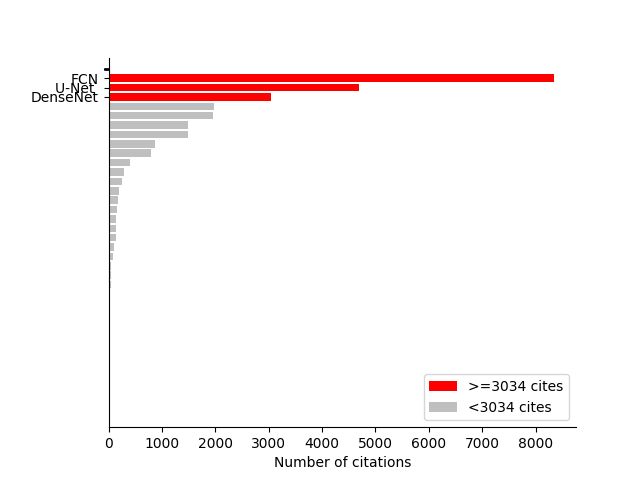 FCN
U-Net
DenseNet
>=3034 cites
<3034 cites
0 1000 2000 3000 4000 5000 6000 7000 8000
Number of citations